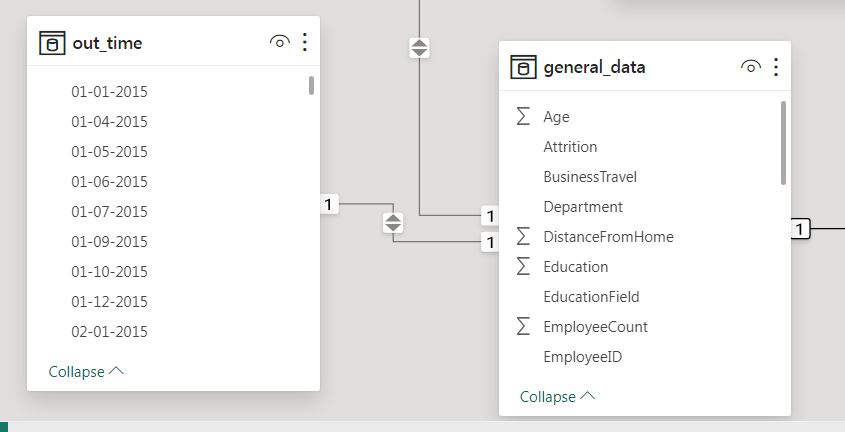 out_time
01-01-2015
01-04-2015
01-05-2015
01-06-2015
01-07-2015
01-09-2015
01-10-2015
01-12-2015
02-01-2015
Collapse
1
1
1
general_data
Age
Attrition
BusinessTravel
Department
DistanceFromHome
Education
EducationField
EmployeeCount
EmployeeID
Collapse
1